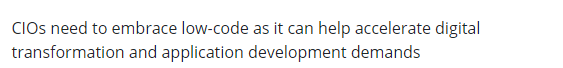 CIOs need to embrace low-code as it can help accelerate digital
transformation and application development demands